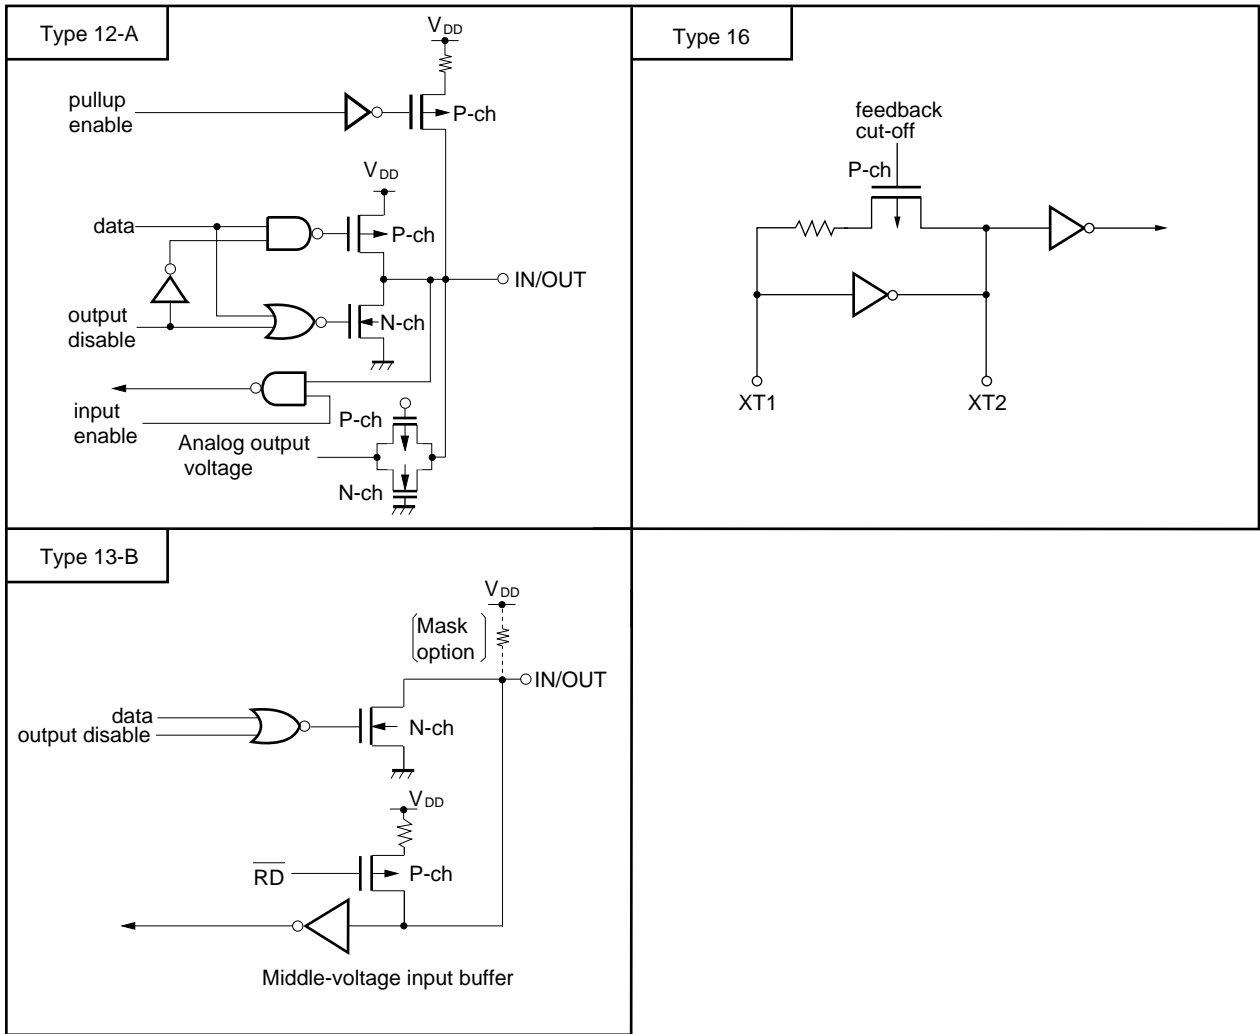 Type 12-A
VDD
pullup
enable
P-ch
VDD
data
P-ch
IN/OUT
output
disable
N-ch
input
enable
P-ch
Analog output
voltage
N-ch
Type 16
feedback
cut-off
P-ch
XT1
XT2
Type 13-B
VDD
Mask
option
IN/OUT
data
output disable
N-ch
VDD
RD
P-ch
Middle-voltage input buffer